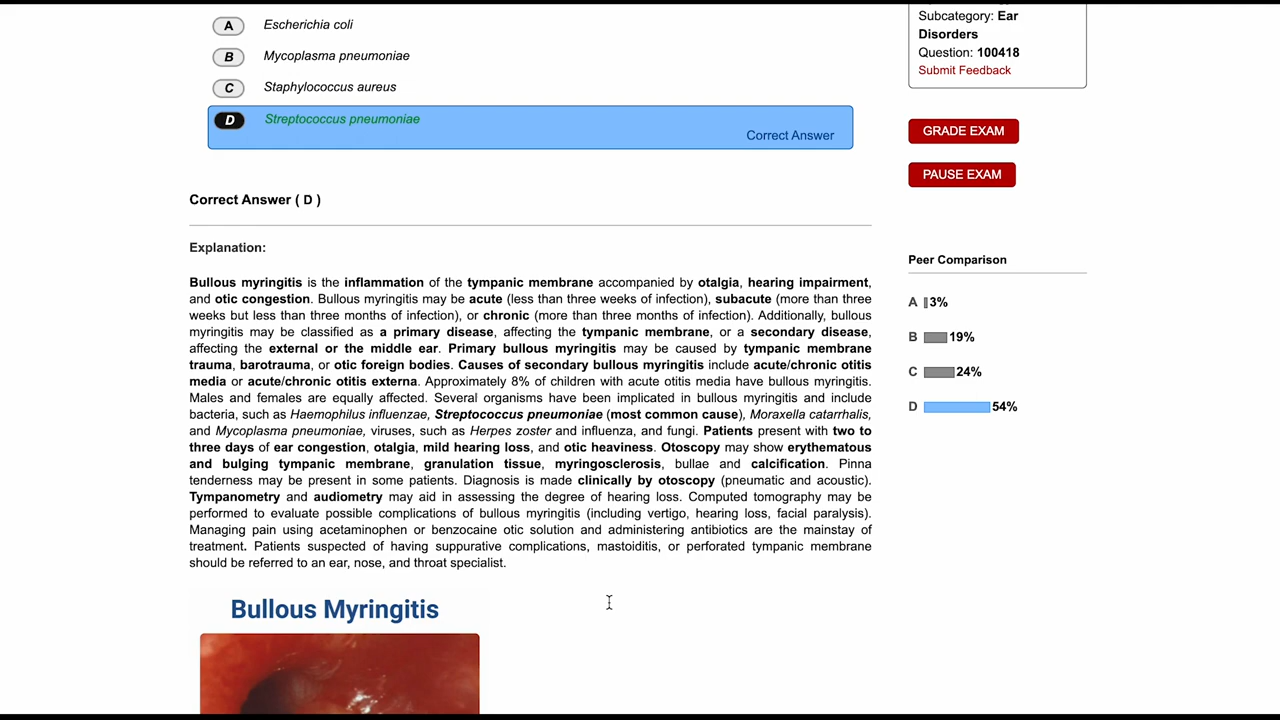 A Escherichia coli
B Mycoplasma pneumoniae
C Staphylococcus aureus
D Streptococcus pneumoniae
Correct Answer
Correct Answer ( D )
Explanation:
Bullous myringitis is the inflammation of the tympanic membrane accompanied by otalgia, hearing impairment,
and otic congestion. Bullous myringitis may be acute (less than three weeks of infection), subacute (more than three
weeks but less than three months of infection), or chronic (more than three months of infection). Additionally, bullous
myringitis may be classified as a primary disease, affecting the tympanic membrane, or a secondary disease,
affecting the external or the middle ear. Primary bullous myringitis may be caused by tympanic membrane
trauma, barotrauma, or otic foreign bodies. Causes of secondary bullous myringitis include acute/chronic otitis
media or acute/chronic otitis externa. Approximately 8% of children with acute otitis media have bullous myringitis.
Males and females are equally affected. Several organisms have been implicated in bullous myringitis and include
bacteria, such as Haemophilus influenzae, Streptococcus pneumoniae (most common cause), Moraxella catarrhalis,
and Mycoplasma pneumoniae, viruses, such as Herpes zoster and influenza, and fungi. Patients present with two to
three days of ear congestion, otalgia, mild hearing loss, and otic heaviness. Otoscopy may show erythematous
and bulging tympanic membrane, granulation tissue, myringosclerosis, bullae and calcification. Pinna
tenderness may be present in some patients. Diagnosis is made clinically by otoscopy (pneumatic and acoustic).
Tympanometry and audiometry may aid in assessing the degree of hearing loss. Computed tomography may be
performed to evaluate possible complications of bullous myringitis (including vertigo, hearing loss, facial paralysis).
Managing pain using acetaminophen or benzocaine otic solution and administering antibiotics are the mainstay of
treatment. Patients suspected of having suppurative complications, mastoiditis, or perforated tympanic membrane
should be referred to an ear, nose, and throat specialist.
Bullous Myringitis
Subcategory: Ear
Disorders
Question: 100418
Submit Feedback
GRADE EXAM
PAUSE EXAM
Peer Comparison
A 3%
B 19%
C 24%
D 54%